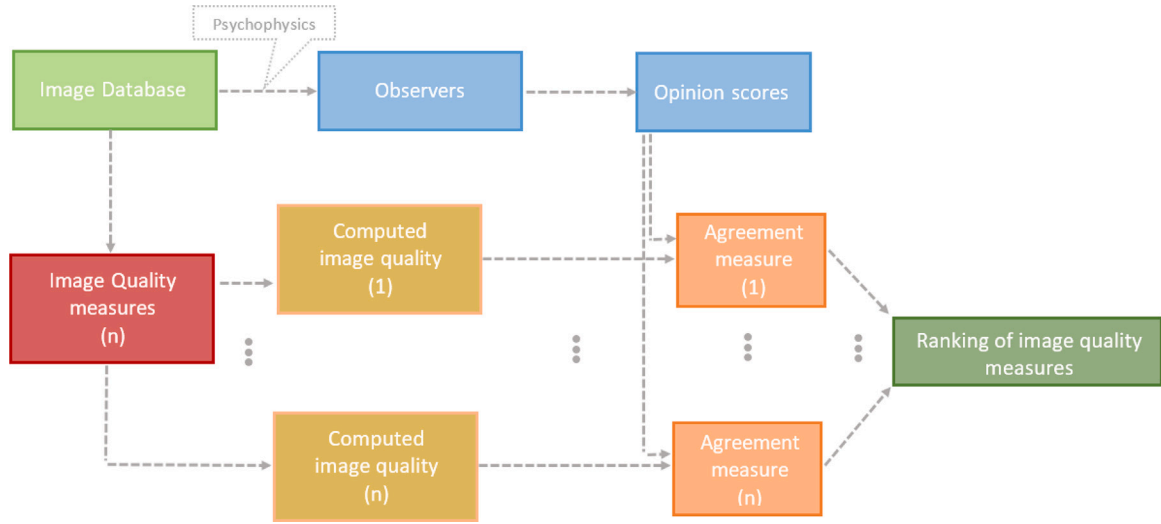 Psychophysics
Image Database
Observers
Opinion scores
Image Quality
measures
(n)
Computed
image quality
(1)
Agreement
measure
(1)
Ranking of image quality
measures
Computed
image quality
(n)
Agreement
measure
(n)